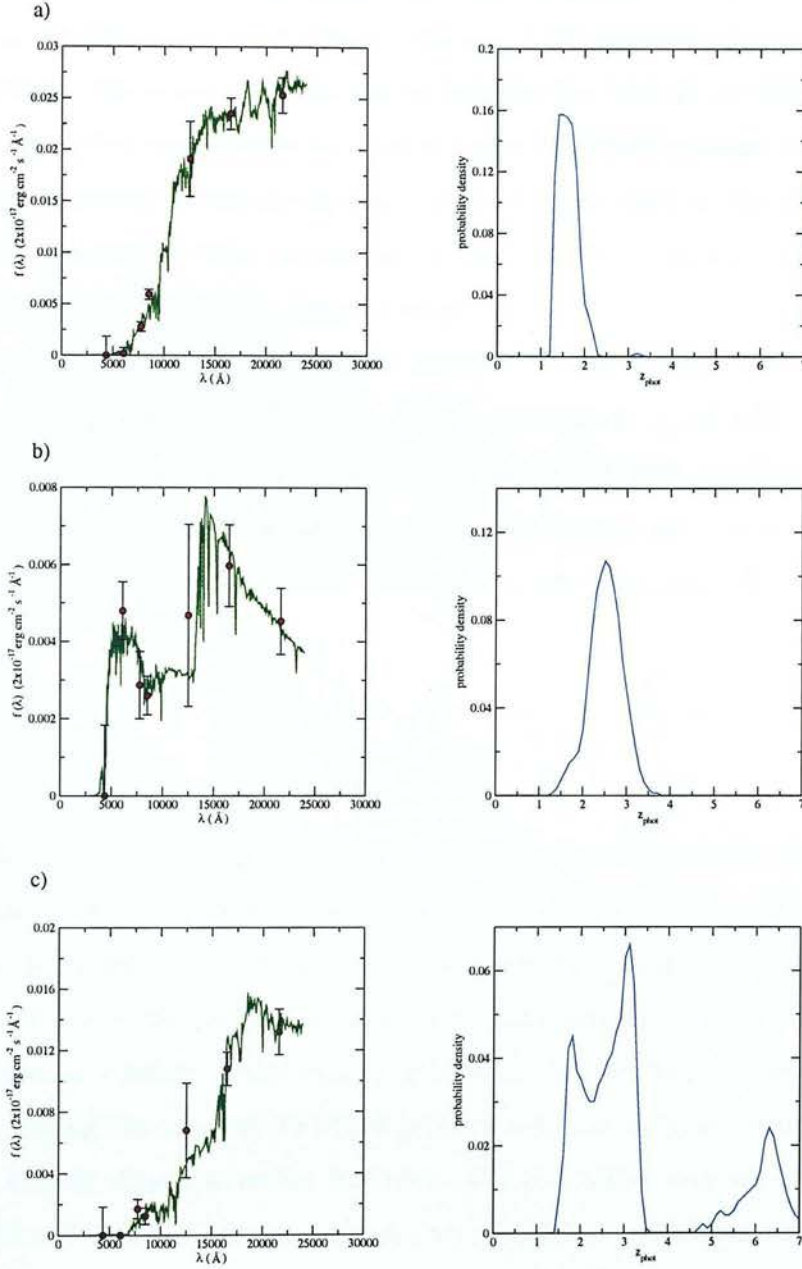 a)
f (λ) (2x10⁻¹⁷ erg cm⁻² s⁻¹ Å⁻¹)
0.03
0.025
0.02
0.015
0.01
0.005
0
0 5000 10000 15000 20000 25000 30000
λ (Å)
probability density
0.2
0.16
0.12
0.08
0.04
0
0 1 2 3 4 5 6 7
z_phot
b)
f (λ) (2x10⁻¹⁷ erg cm⁻² s⁻¹ Å⁻¹)
0.008
0.006
0.004
0.002
0
0 5000 10000 15000 20000 25000 30000
λ (Å)
probability density
0.12
0.08
0.04
0
0 1 2 3 4 5 6 7
z_phot
c)
f (λ) (2x10⁻¹⁷ erg cm⁻² s⁻¹ Å⁻¹)
0.02
0.016
0.012
0.008
0.004
0
0 5000 10000 15000 20000 25000 30000
λ (Å)
probability density
0.06
0.04
0.02
0
0 1 2 3 4 5 6 7
z_phot